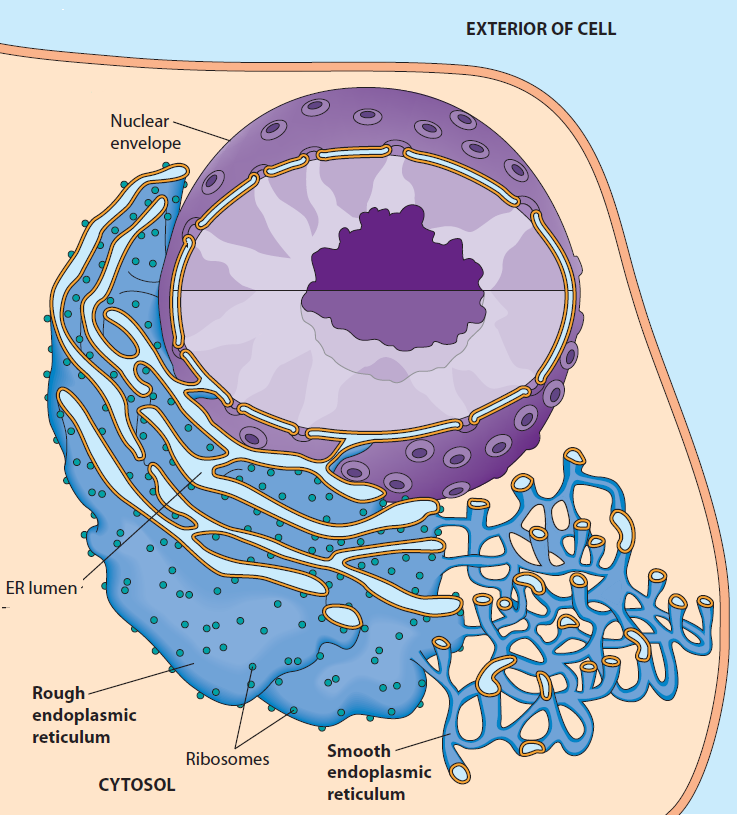 EXTERIOR OF CELL
Nuclear
envelope
ER lumen
Rough
endoplasmic
reticulum
Ribosomes
Smooth
endoplasmic
reticulum
CYTOSOL